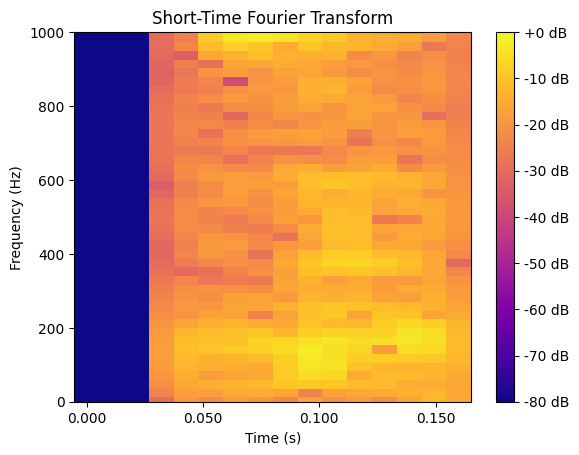 Short-Time Fourier Transform
1000
800
600
400
200
0
Frequency (Hz)
0.000
0.050
0.100
0.150
Time (s)
+0 dB
-10 dB
-20 dB
-30 dB
-40 dB
-50 dB
-60 dB
-70 dB
-80 dB